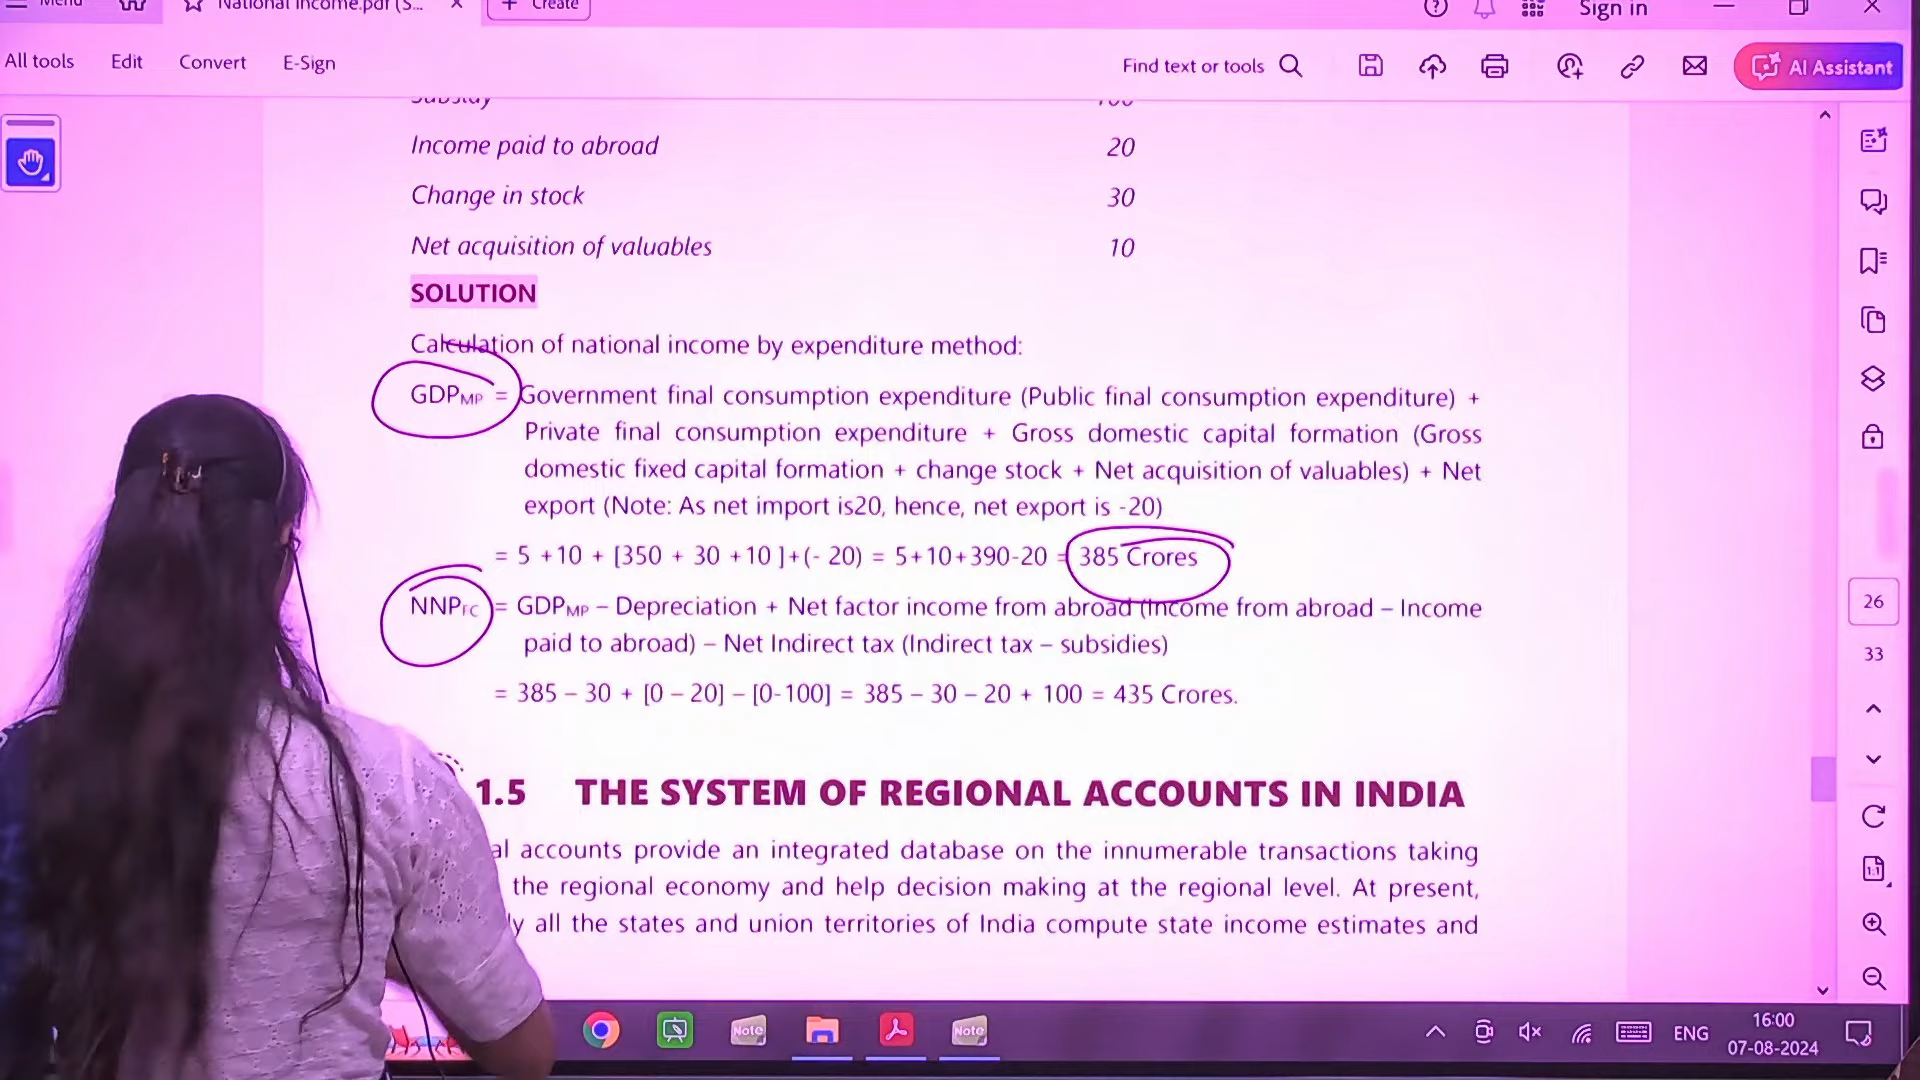 Menu
National Income.pdf (S...
Create
Sign in
All tools Edit Convert E-Sign
Find text or tools
AI Assistant
Subsidy 100
Income paid to abroad 20
Change in stock 30
Net acquisition of valuables 10
SOLUTION
Calculation of national income by expenditure method:
GDPMP = Government final consumption expenditure (Public final consumption expenditure) +
Private final consumption expenditure + Gross domestic capital formation (Gross
domestic fixed capital formation + change stock + Net acquisition of valuables) + Net
export (Note: As net import is20, hence, net export is -20)
= 5 +10 + [350 + 30 +10 ]+(- 20) = 5+10+390-20 = 385 Crores
NNPFC = GDPMP – Depreciation + Net factor income from abroad (Income from abroad – Income
paid to abroad) – Net Indirect tax (Indirect tax – subsidies)
= 385 – 30 + [0 – 20] – [0-100] = 385 – 30 – 20 + 100 = 435 Crores.
1.5 THE SYSTEM OF REGIONAL ACCOUNTS IN INDIA
al accounts provide an integrated database on the innumerable transactions taking
the regional economy and help decision making at the regional level. At present,
y all the states and union territories of India compute state income estimates and
26
33
1:1
Note
Note
ENG
16:00
07-08-2024